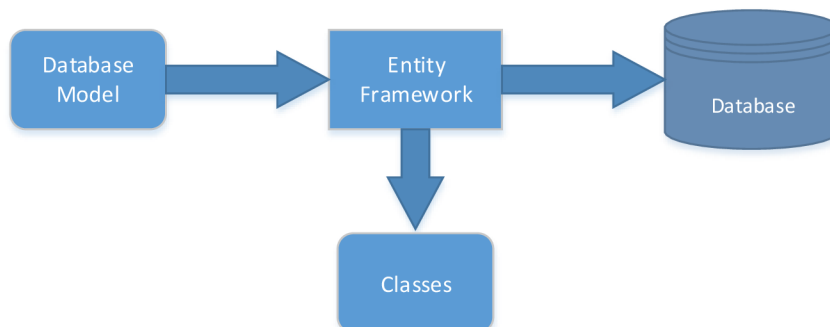 Database
Model
Entity
Framework
Database
Classes